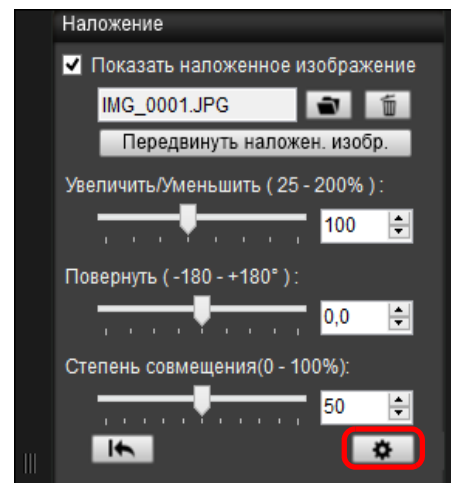 Наложение
Показать наложенное изображение
IMG_0001.JPG
Передвинуть наложен. изобр.
Увеличить/Уменьшить ( 25 - 200% ) :
100
Повернуть ( -180 - +180° ) :
0,0
Степень совмещения(0 - 100%):
50